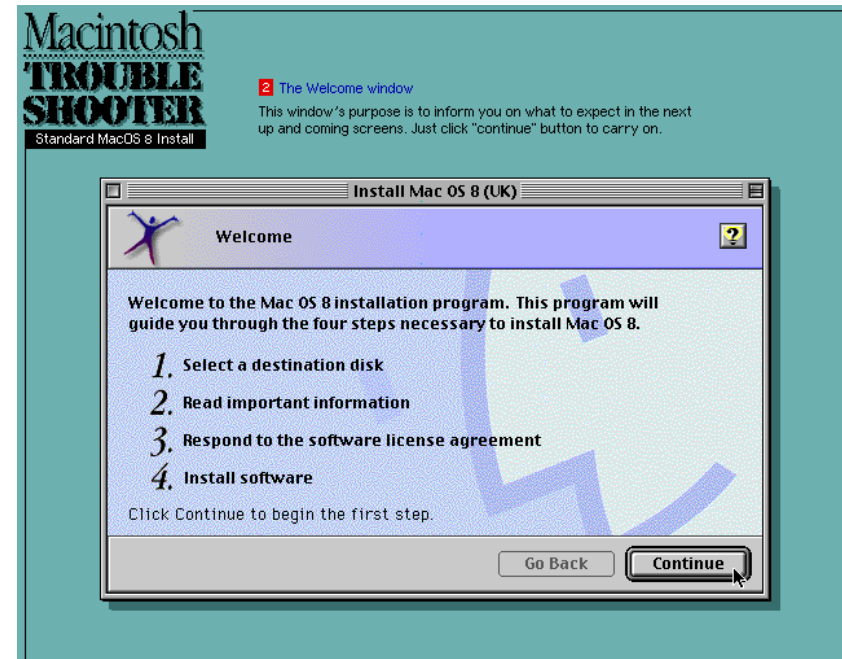 Macintosh
TROUBLE
SHOOTER
Standard MacOS 8 Install
2 The Welcome window
This window's purpose is to inform you on what to expect in the next
up and coming screens. Just click "continue" button to carry on.
Install Mac OS 8 (UK)
Welcome
?
Welcome to the Mac OS 8 installation program. This program will
guide you through the four steps necessary to install Mac OS 8.
1. Select a destination disk
2. Read important information
3. Respond to the software license agreement
4. Install software
Click Continue to begin the first step.
Go Back Continue